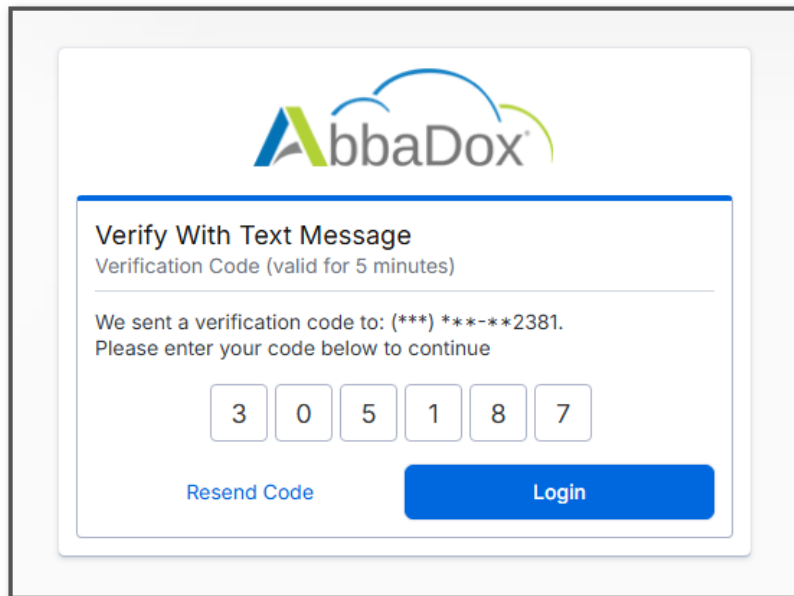 AbbaDox
Verify With Text Message
Verification Code (valid for 5 minutes)
We sent a verification code to: (***) ***-**2381.
Please enter your code below to continue
3 0 5 1 8 7
Resend Code Login